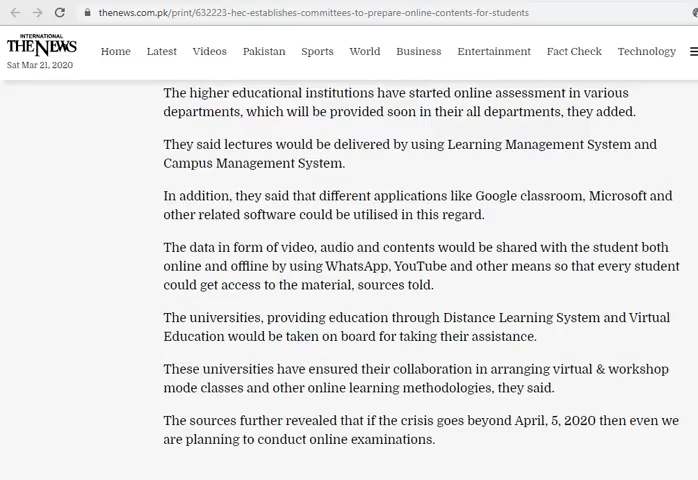 thenews.com.pk/print/632223-hec-establishes-committees-to-prepare-online-contents-for-students
INTERNATIONAL
THE NEWS
Sat Mar 21, 2020
Home Latest Videos Pakistan Sports World Business Entertainment Fact Check Technology
The higher educational institutions have started online assessment in various
departments, which will be provided soon in their all departments, they added.
They said lectures would be delivered by using Learning Management System and
Campus Management System.
In addition, they said that different applications like Google classroom, Microsoft and
other related software could be utilised in this regard.
The data in form of video, audio and contents would be shared with the student both
online and offline by using WhatsApp, YouTube and other means so that every student
could get access to the material, sources told.
The universities, providing education through Distance Learning System and Virtual
Education would be taken on board for taking their assistance.
These universities have ensured their collaboration in arranging virtual & workshop
mode classes and other online learning methodologies, they said.
The sources further revealed that if the crisis goes beyond April, 5, 2020 then even we
are planning to conduct online examinations.